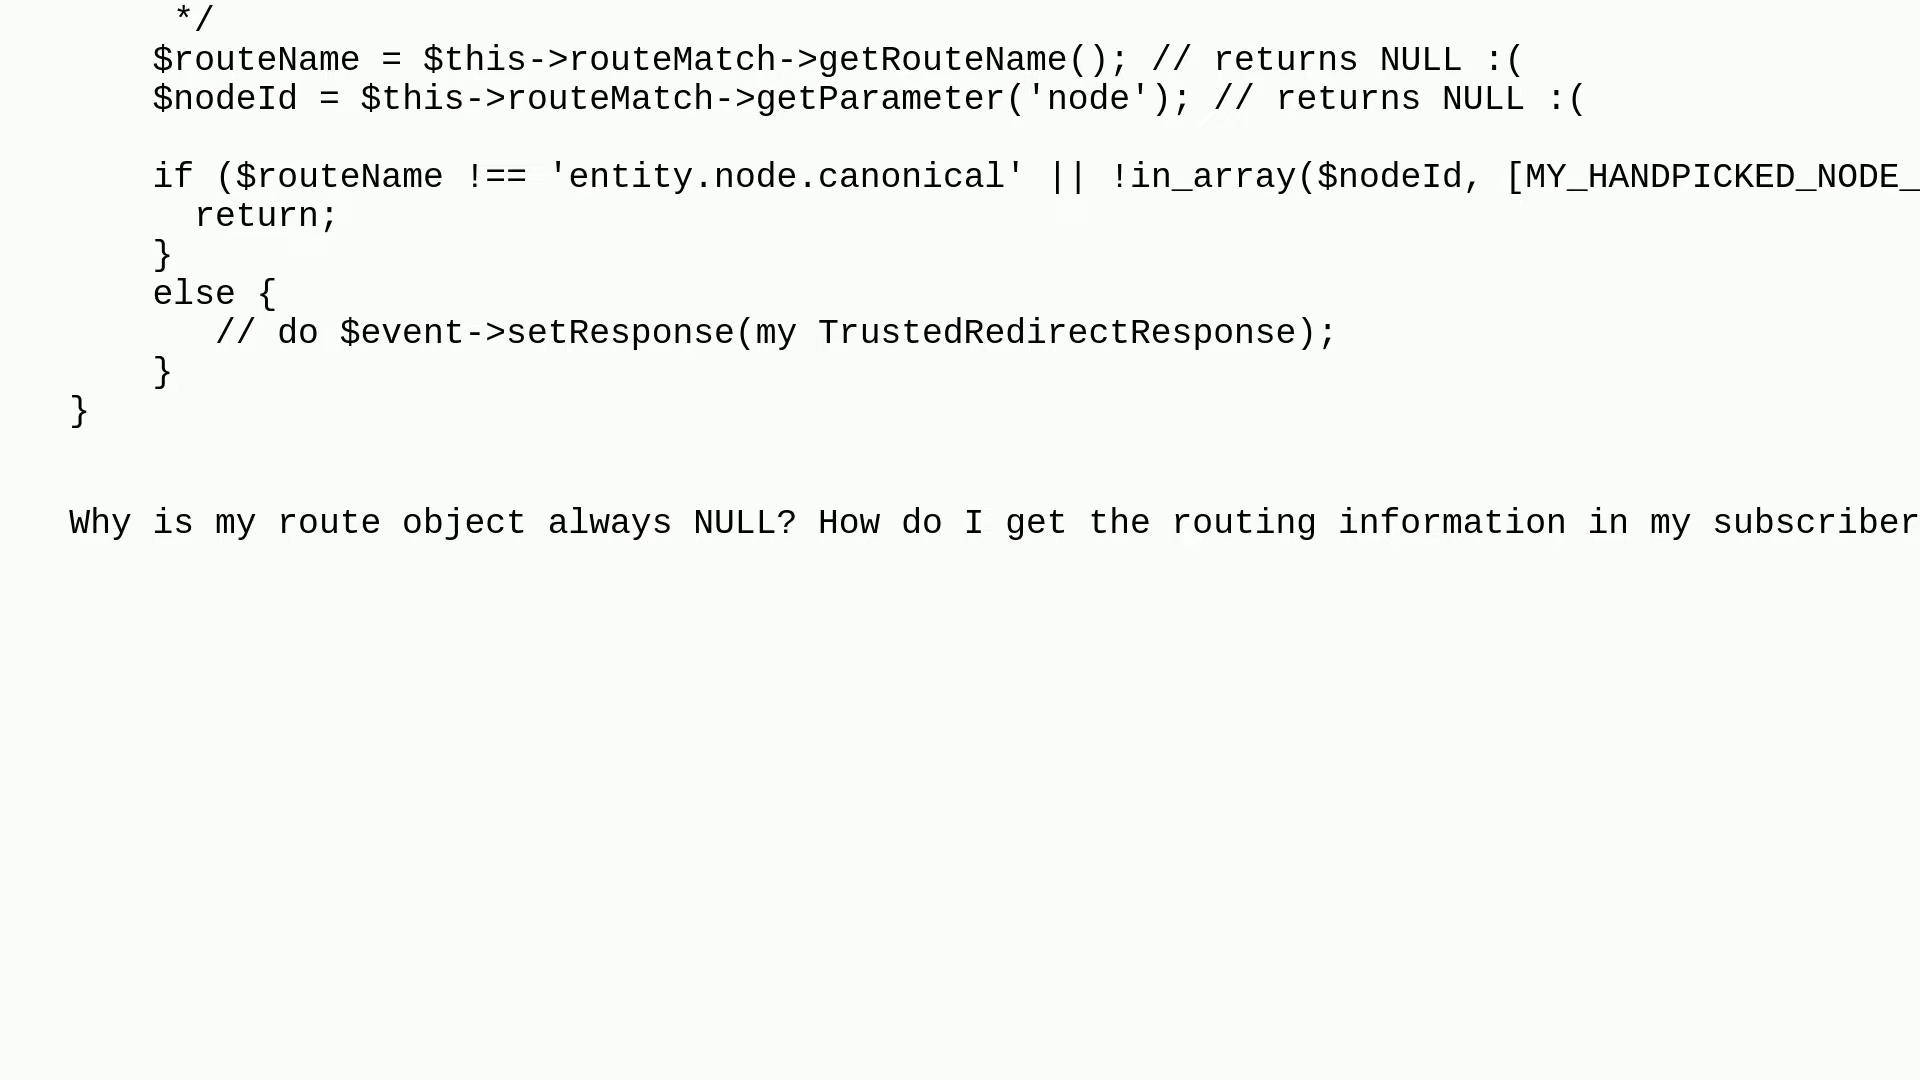 */
$routeName = $this->routeMatch->getRouteName(); // returns NULL :(
$nodeId = $this->routeMatch->getParameter('node'); // returns NULL :(
if ($routeName !== 'entity.node.canonical' || !in_array($nodeId, [MY_HANDPICKED_NODE_
return;
}
else {
// do $event->setResponse(my TrustedRedirectResponse);
}
}
Why is my route object always NULL? How do I get the routing information in my subscriber